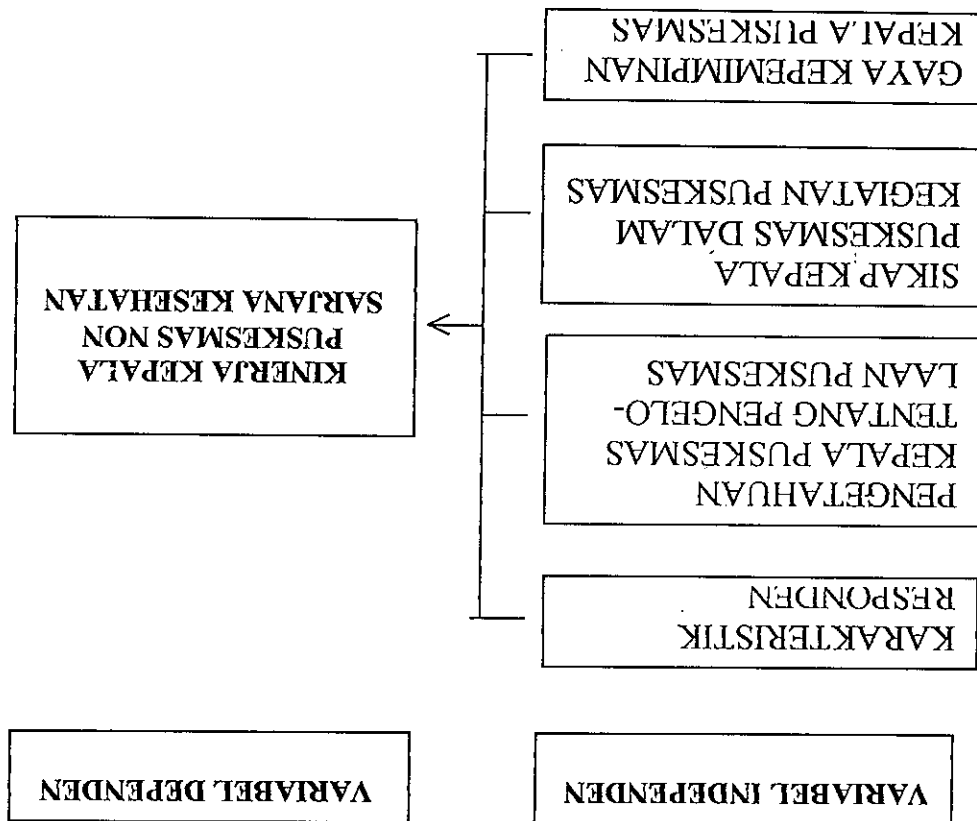 VARIABEL INDEPENDEN
VARIABEL DEPENDEN
KARAKTERISTIK
RESPONDEN
PENGETAHUAN
KEPALA PUSKESMAS
TENTANG PENGELO-
LAAN PUSKESMAS
SIKAP KEPALA
PUSKESMAS DALAM
KEGIATAN PUSKESMAS
GAYA KEPEMIMPINAN
KEPALA PUSKESMAS
KINERJA KEPALA
PUSKESMAS NON
SARJANA KESEHATAN